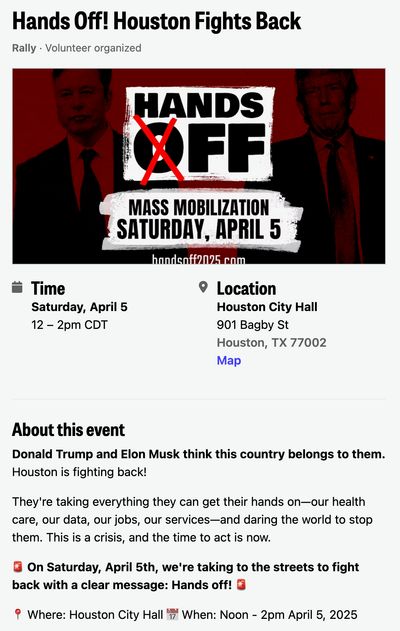 Hands Off! Houston Fights Back
Rally · Volunteer organized
HANDS
OFF
MASS MOBILIZATION
SATURDAY, APRIL 5
handsoff2025.com
Time
Saturday, April 5
12 – 2pm CDT
Location
Houston City Hall
901 Bagby St
Houston, TX 77002
Map
About this event
Donald Trump and Elon Musk think this country belongs to them.
Houston is fighting back!
They're taking everything they can get their hands on—our health
care, our data, our jobs, our services—and daring the world to stop
them. This is a crisis, and the time to act is now.
🚨 On Saturday, April 5th, we're taking to the streets to fight
back with a clear message: Hands off! 🚨
📍 Where: Houston City Hall 📅 When: Noon - 2pm April 5, 2025